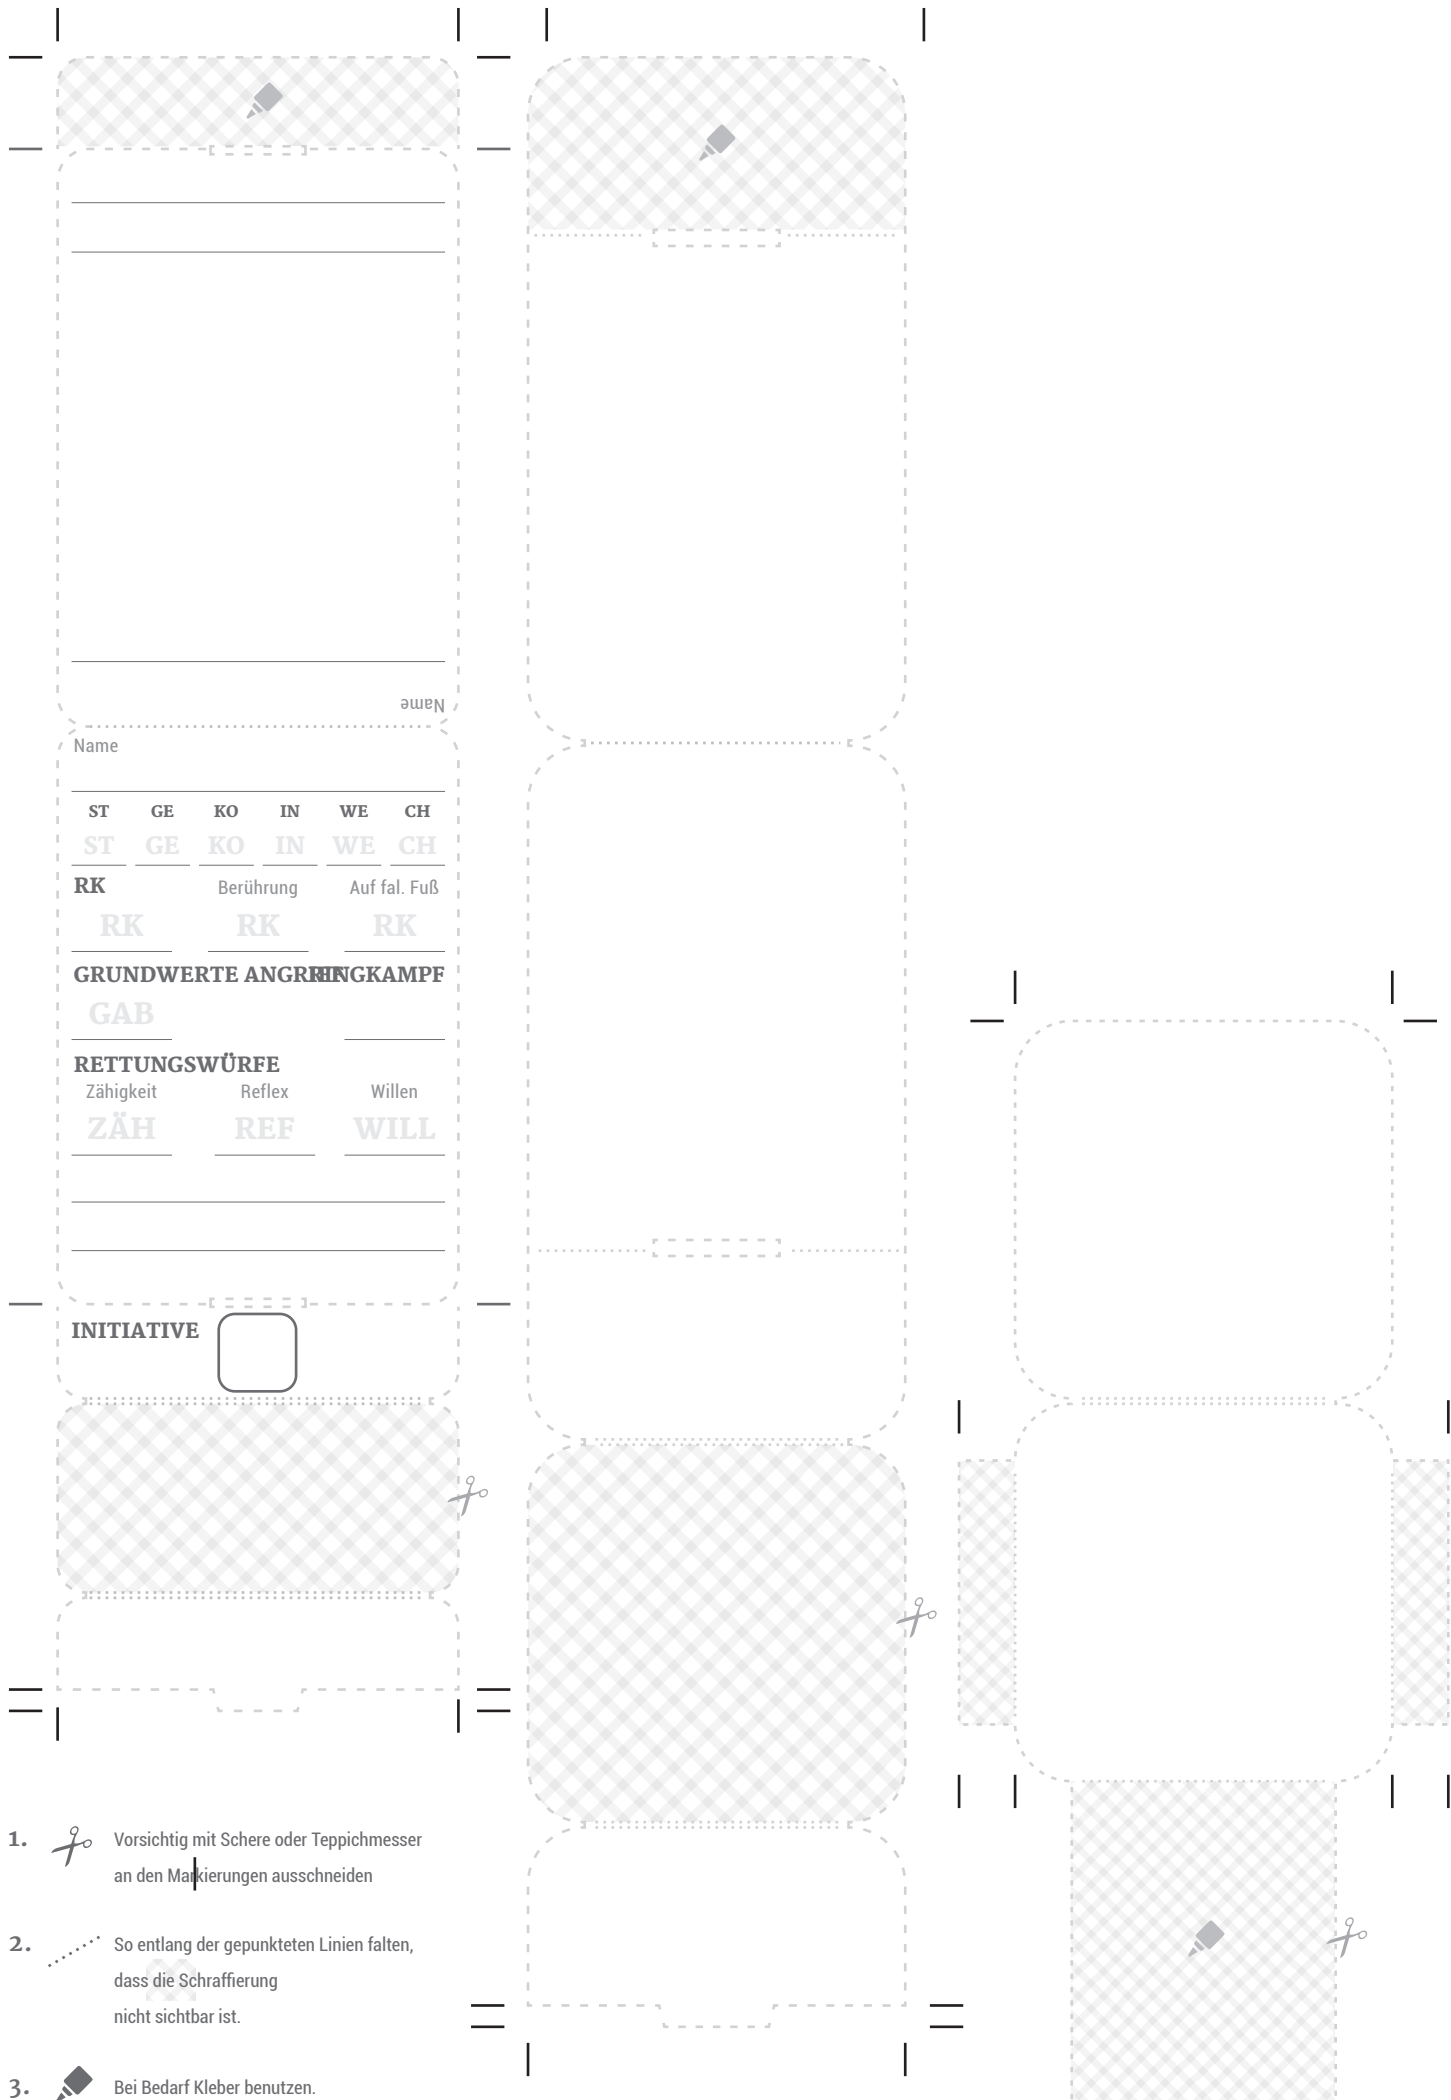 Name
Name
ST GE KO IN WE CH
ST GE KO IN WE CH
RK Berührung Auf fal. Fuß
RK RK RK
GRUNDWERTE ANGRIFF RINGKAMPF
GAB
RETTUNGSWÜRFE
Zähigkeit Reflex Willen
ZÄH REF WILL
INITIATIVE
1. Vorsichtig mit Schere oder Teppichmesser
an den Markierungen ausschneiden
2. So entlang der gepunkteten Linien falten,
dass die Schraffierung
nicht sichtbar ist.
3. Bei Bedarf Kleber benutzen.